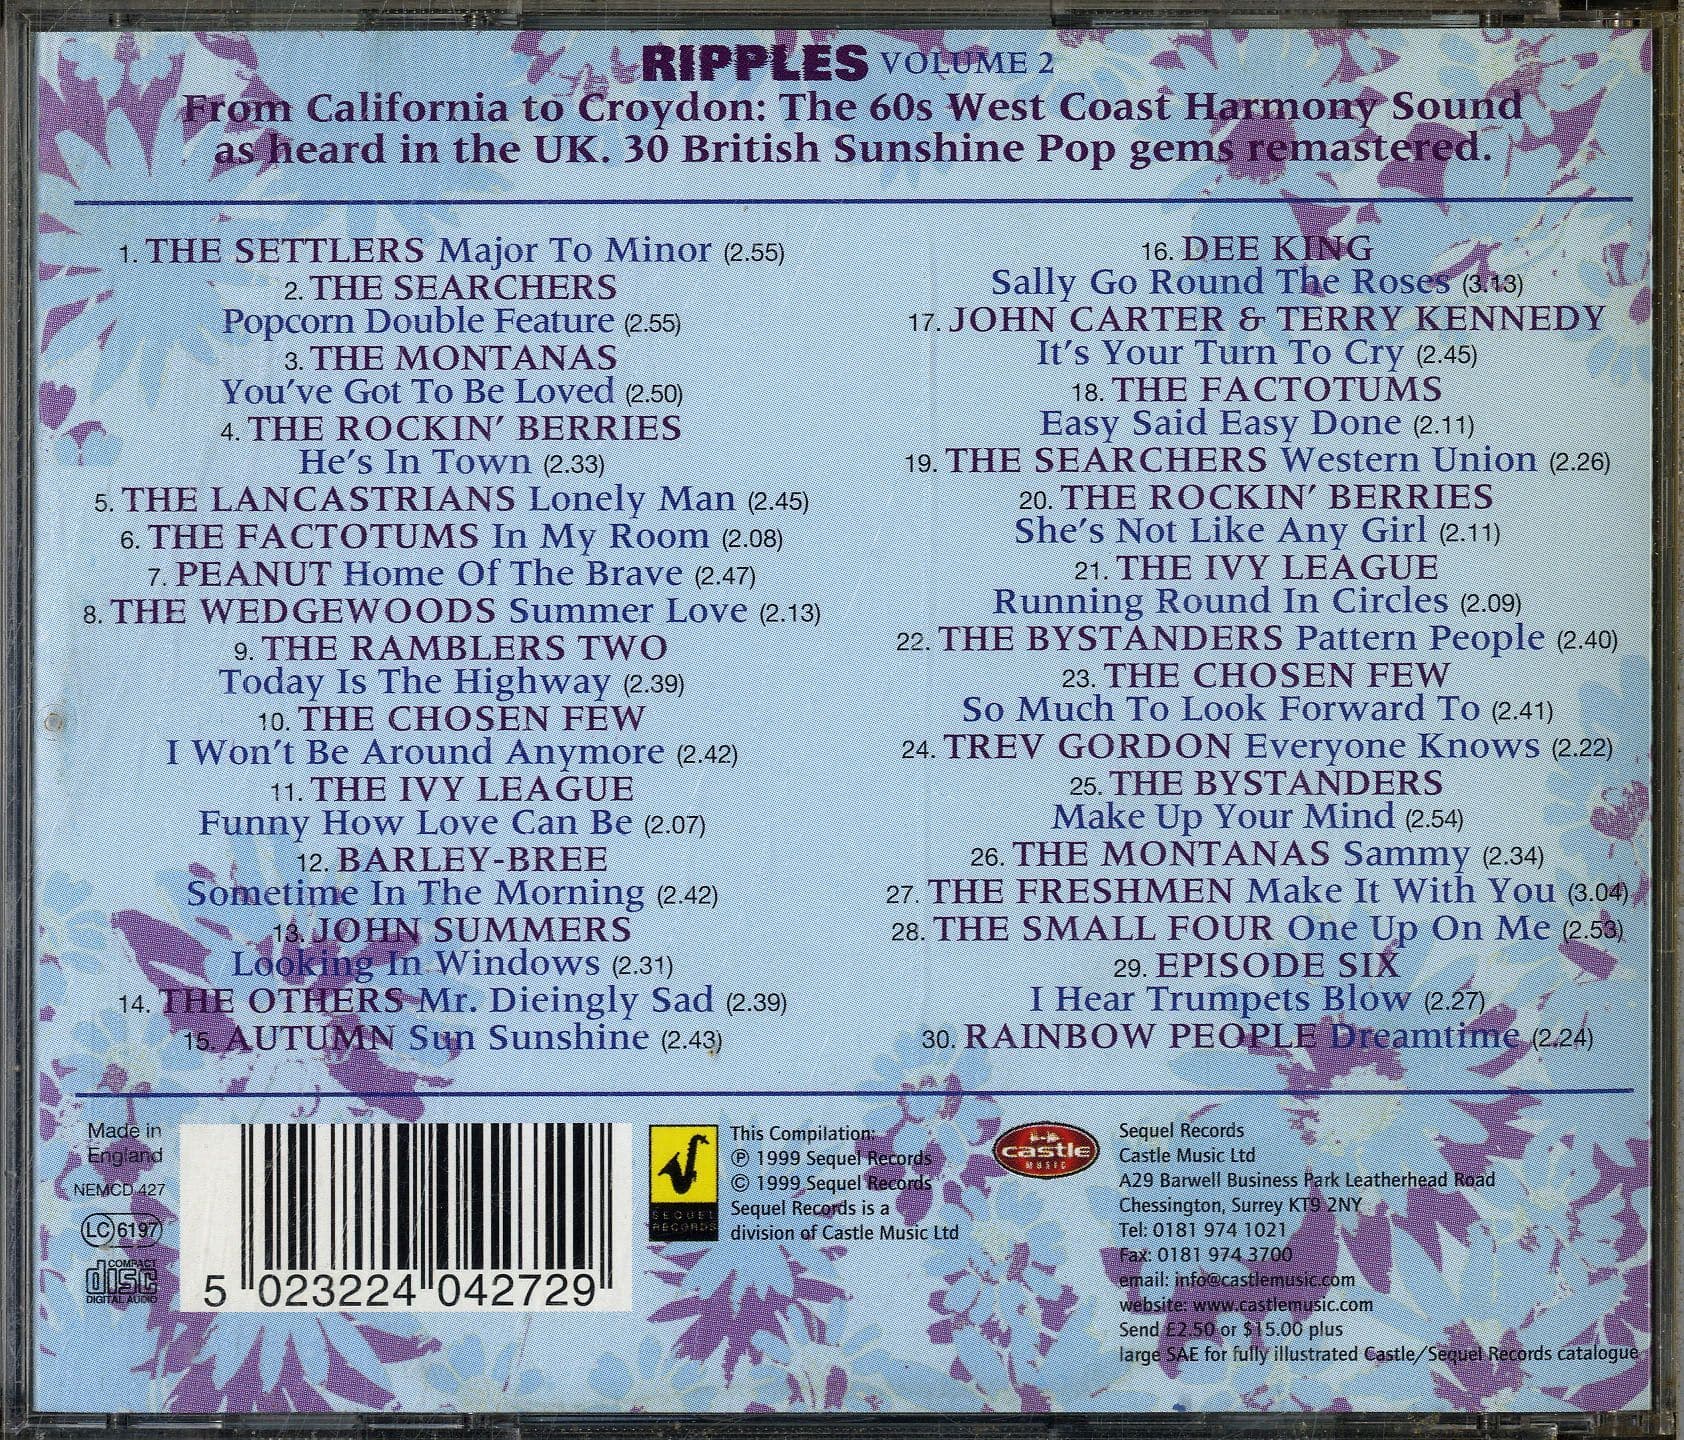 RIPPLES VOLUME 2
From California to Croydon: The 60s West Coast Harmony Sound
as heard in the UK. 30 British Sunshine Pop gems remastered.
1. THE SETTLERS Major To Minor (2.55)
2. THE SEARCHERS
Popcorn Double Feature (2.55)
3. THE MONTANAS
You've Got To Be Loved (2.50)
4. THE ROCKIN' BERRIES
He's In Town (2.33)
5. THE LANCASTRIANS Lonely Man (2.45)
6. THE FACTOTUMS In My Room (2.08)
7. PEANUT Home Of The Brave (2.47)
8. THE WEDGEWOODS Summer Love (2.13)
9. THE RAMBLERS TWO
Today Is The Highway (2.39)
10. THE CHOSEN FEW
I Won't Be Around Anymore (2.42)
11. THE IVY LEAGUE
Funny How Love Can Be (2.07)
12. BARLEY-BREE
Sometime In The Morning (2.42)
13. JOHN SUMMERS
Looking In Windows (2.31)
14. THE OTHERS Mr. Dieingly Sad (2.39)
15. AUTUMN Sun Sunshine (2.43)
16. DEE KING
Sally Go Round The Roses (3.13)
17. JOHN CARTER & TERRY KENNEDY
It's Your Turn To Cry (2.45)
18. THE FACTOTUMS
Easy Said Easy Done (2.11)
19. THE SEARCHERS Western Union (2.26)
20. THE ROCKIN' BERRIES
She's Not Like Any Girl (2.11)
21. THE IVY LEAGUE
Running Round In Circles (2.09)
22. THE BYSTANDERS Pattern People (2.40)
23. THE CHOSEN FEW
So Much To Look Forward To (2.41)
24. TREV GORDON Everyone Knows (2.22)
25. THE BYSTANDERS
Make Up Your Mind (2.54)
26. THE MONTANAS Sammy (2.34)
27. THE FRESHMEN Make It With You (3.04)
28. THE SMALL FOUR One Up On Me (2.53)
29. EPISODE SIX
I Hear Trumpets Blow (2.27)
30. RAINBOW PEOPLE Dreamtime (2.24)
Made in
England
NEMCD 427
LC 6197
COMPACT
disc
DIGITAL AUDIO
5 023224 042729
SEQUEL
RECORDS
This Compilation:
℗ 1999 Sequel Records
© 1999 Sequel Records
Sequel Records is a
division of Castle Music Ltd
castle
MUSIC
Sequel Records
Castle Music Ltd
A29 Barwell Business Park Leatherhead Road
Chessington, Surrey KT9 2NY
Tel: 0181 974 1021
Fax: 0181 974 3700
email: info@castlemusic.com
website: www.castlemusic.com
Send £2.50 or $15.00 plus
large SAE for fully illustrated Castle/Sequel Records catalogue